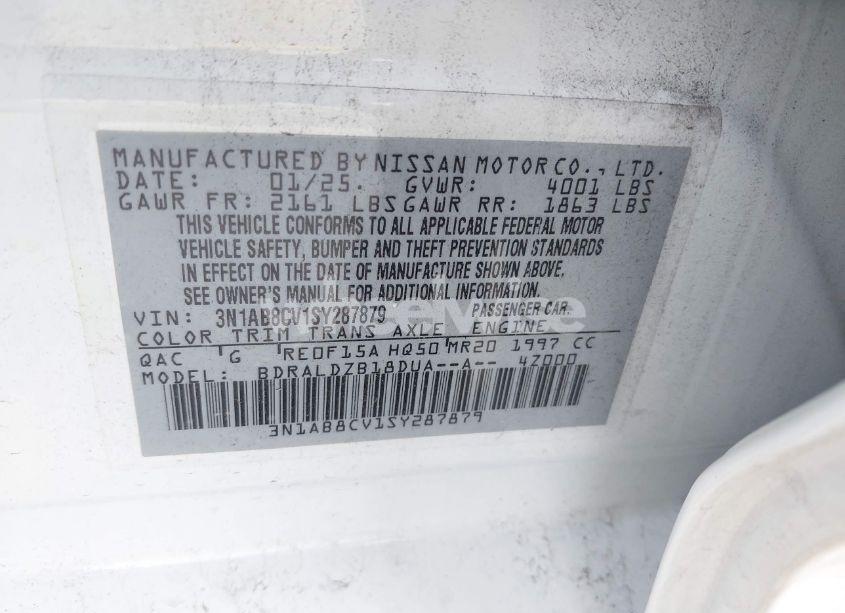 MANUFACTURED BY NISSAN MOTOR CO., LTD.
DATE: 01/25. GVWR: 4001 LBS
GAWR FR: 2161 LBS GAWR RR: 1863 LBS
THIS VEHICLE CONFORMS TO ALL APPLICABLE FEDERAL MOTOR
VEHICLE SAFETY, BUMPER AND THEFT PREVENTION STANDARDS
IN EFFECT ON THE DATE OF MANUFACTURE SHOWN ABOVE.
SEE OWNER'S MANUAL FOR ADDITIONAL INFORMATION.
VIN: 3N1AB8CV1SY287879 PASSENGER CAR.
COLOR TRIM TRANS AXLE ENGINE
QAC G RE0F15A HQ50 MR20 1997 CC
MODEL: BDRALDZB18DUA--A-- 4Z000
3N1AB8CV1SY287879